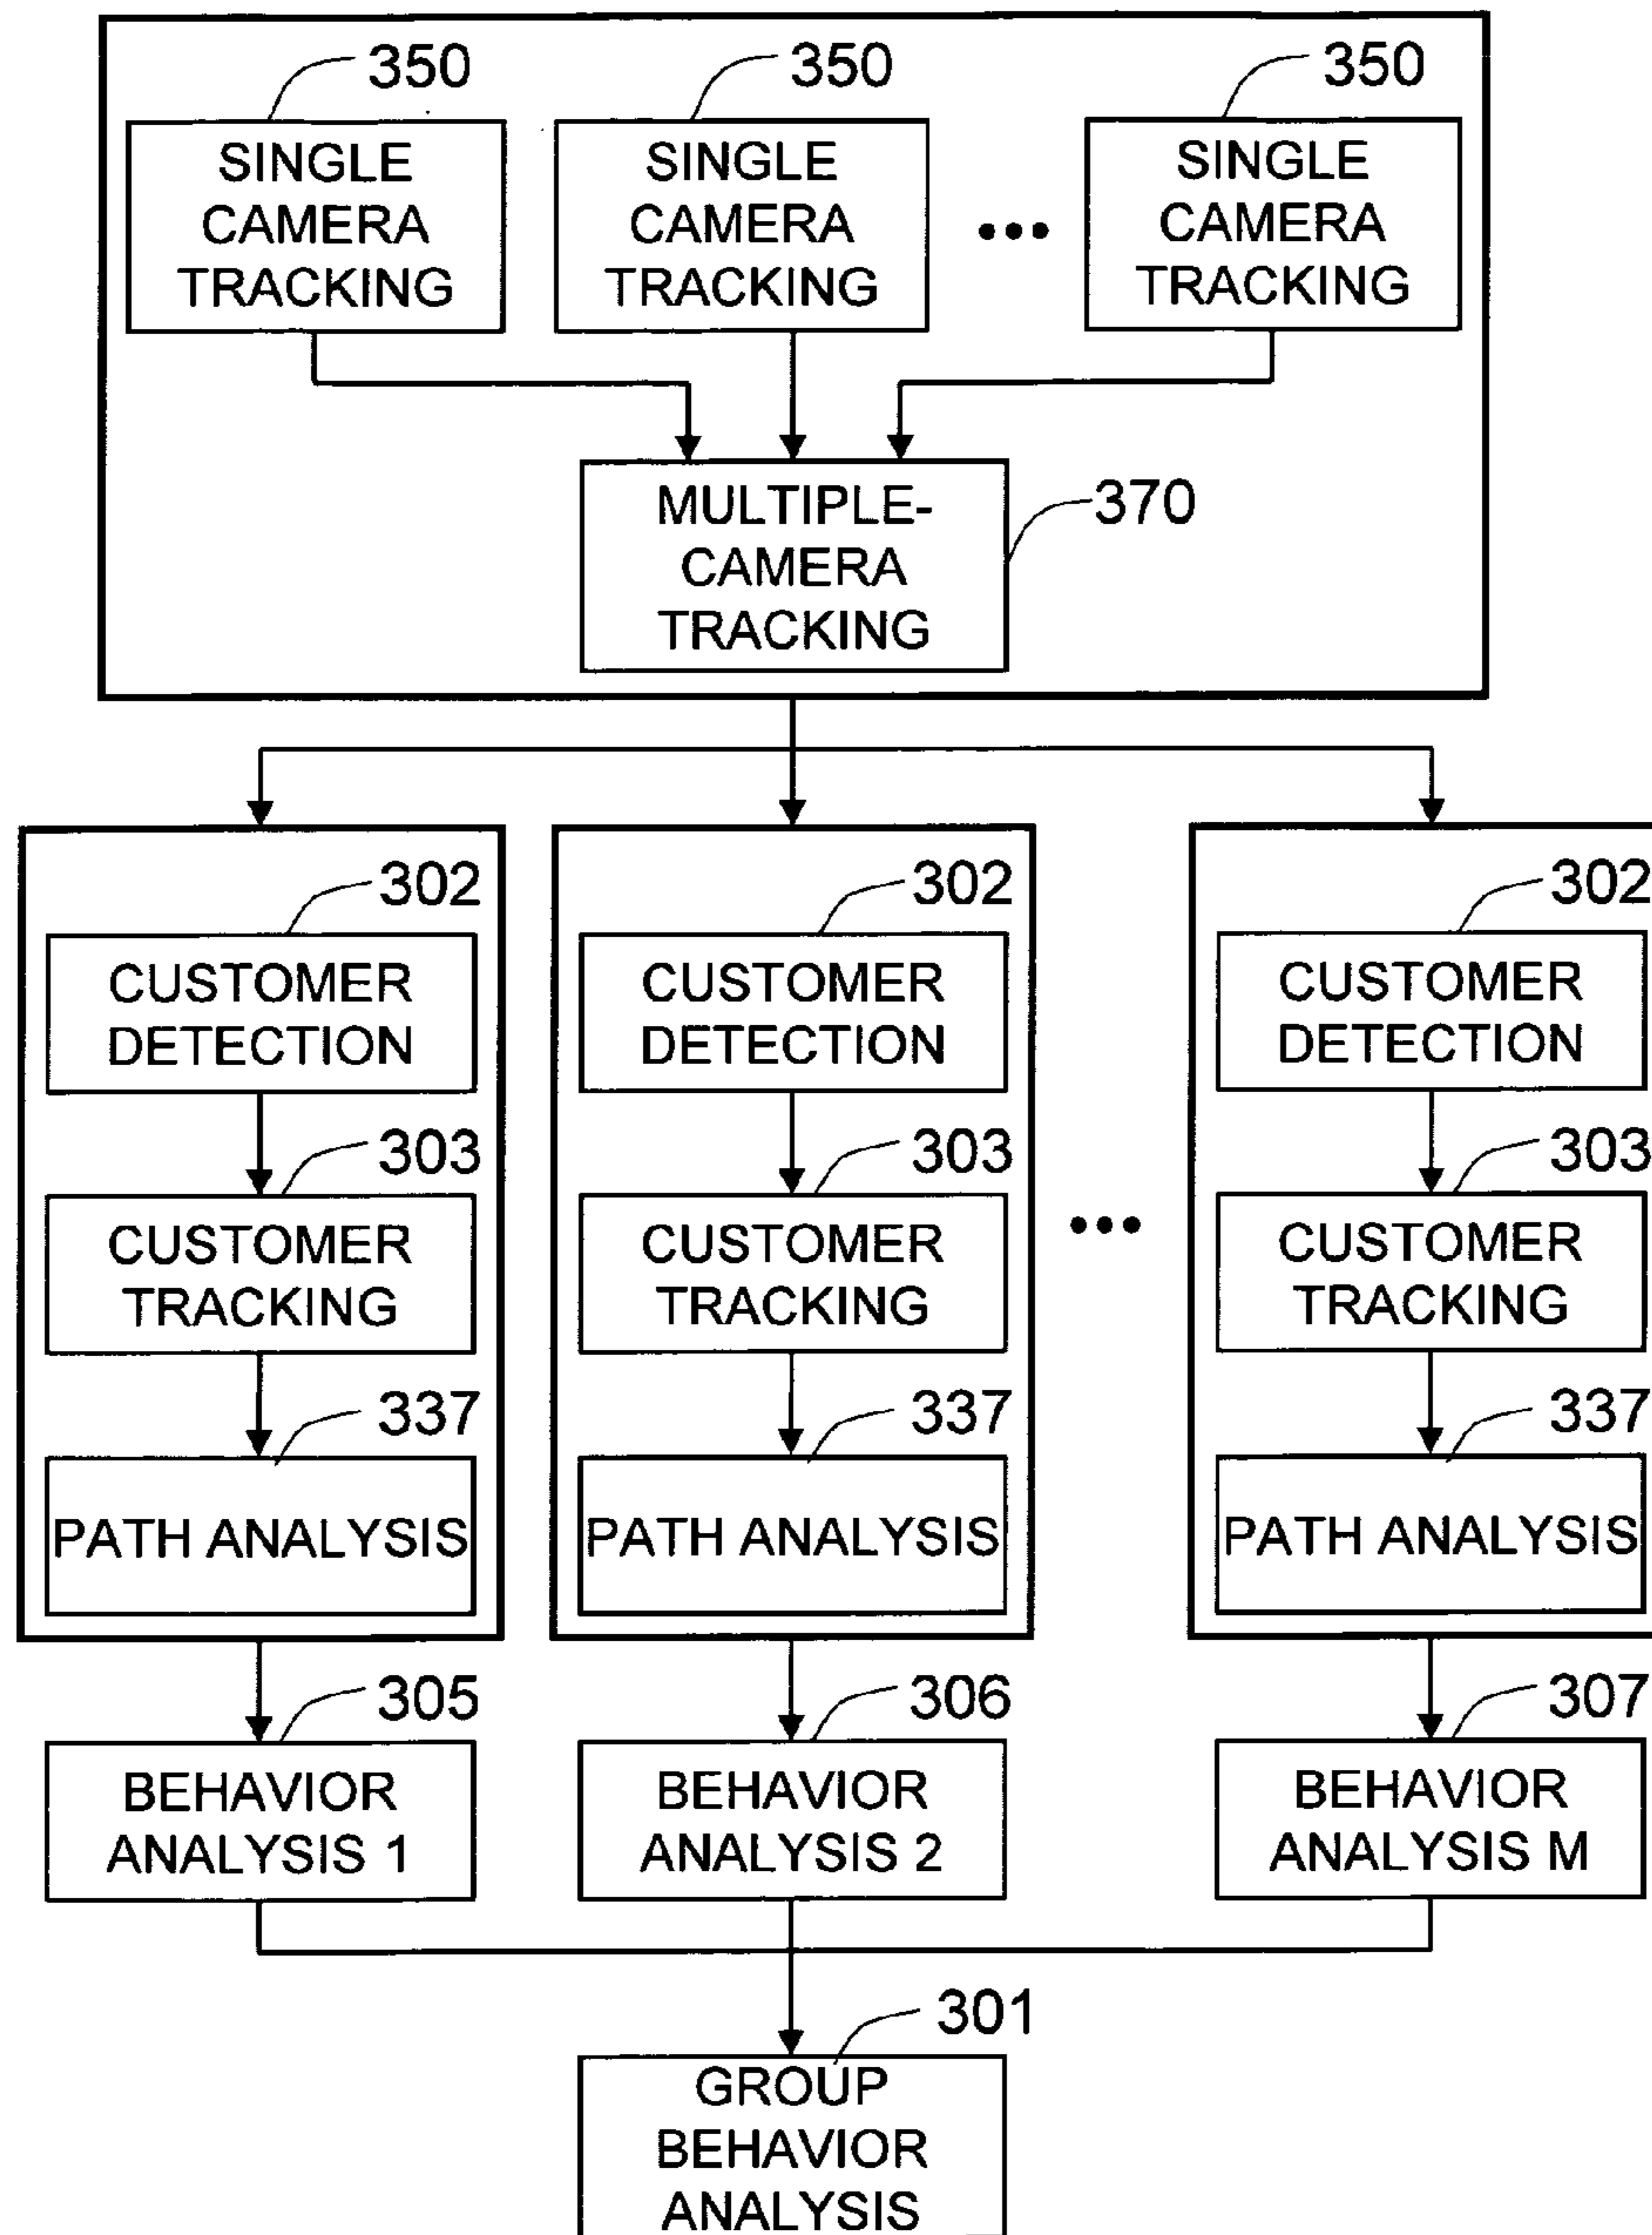 350 350 350
SINGLE CAMERA TRACKING
SINGLE CAMERA TRACKING
SINGLE CAMERA TRACKING
•••
370
MULTIPLE-
CAMERA
TRACKING
302 302 302
CUSTOMER DETECTION
CUSTOMER DETECTION
CUSTOMER DETECTION
303 303 303
CUSTOMER TRACKING
CUSTOMER TRACKING
CUSTOMER TRACKING
•••
337 337 337
PATH ANALYSIS
PATH ANALYSIS
PATH ANALYSIS
305 306 307
BEHAVIOR ANALYSIS 1
BEHAVIOR ANALYSIS 2
BEHAVIOR ANALYSIS M
301
GROUP
BEHAVIOR
ANALYSIS